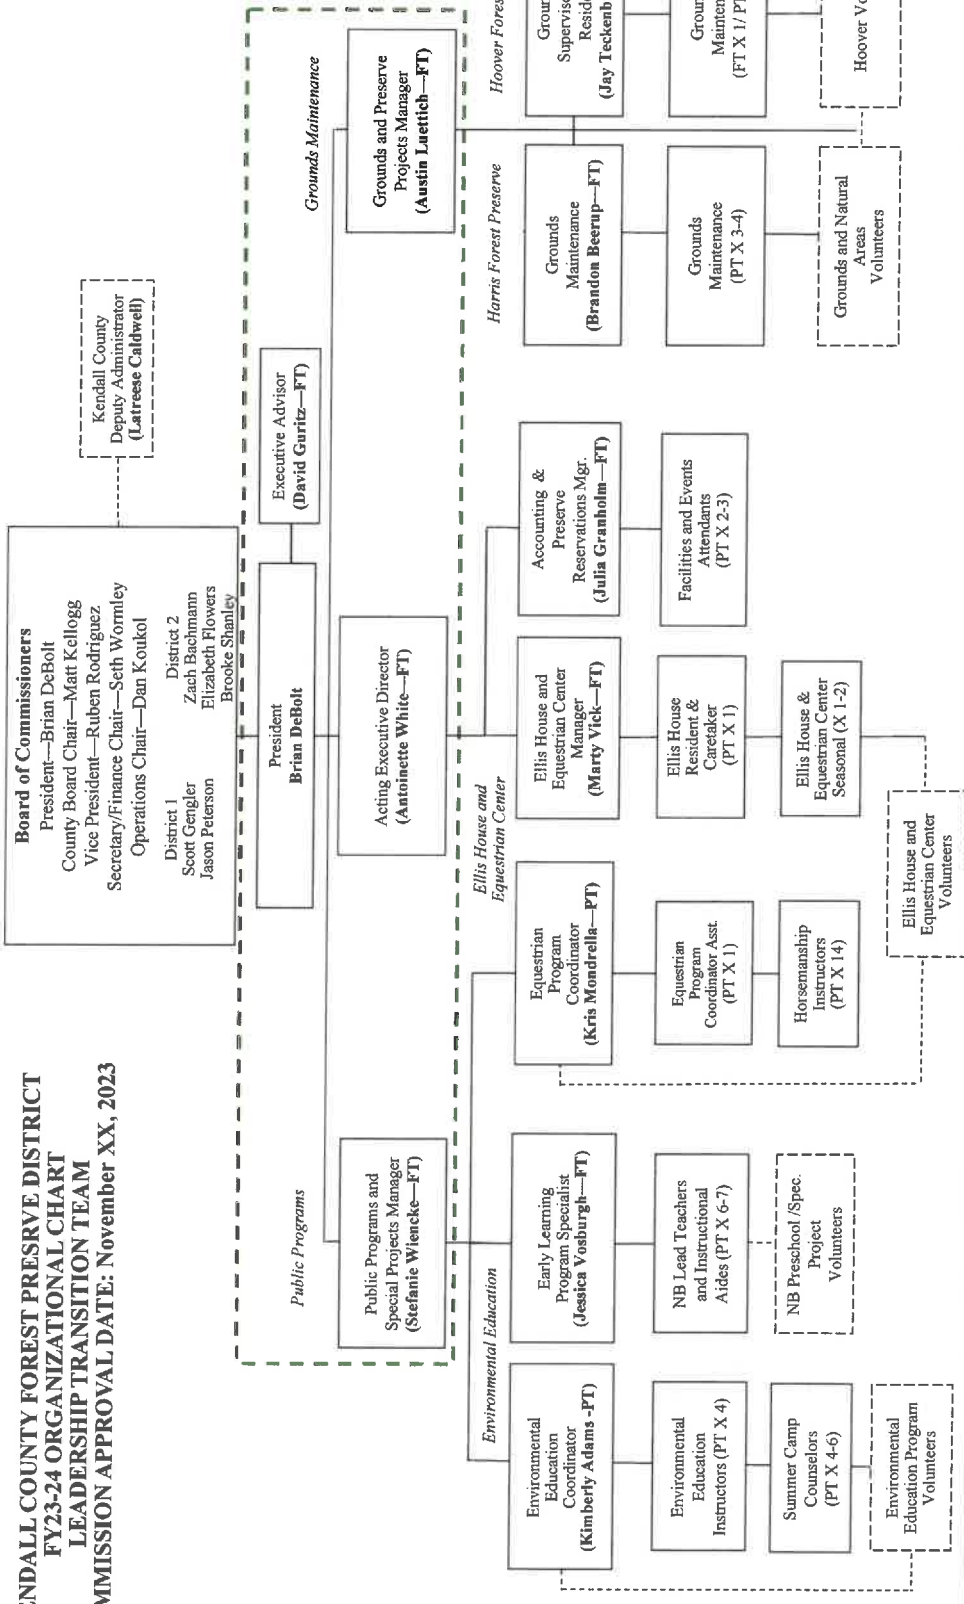 ENDALL COUNTY FOREST PRESRVE DISTRICT
FY23-24 ORGANIZATIONAL CHART
LEADERSHIP TRANSITION TEAM
MMISSION APPROVAL DATE: November XX, 2023
Board of Commissioners
President—Brian DeBolt
County Board Chair—Matt Kellogg
Vice President—Ruben Rodriguez
Secretary/Finance Chair—Seth Wormley
Operations Chair—Dan Koukol
District 1
Scott Gengler
Jason Peterson
District 2
Zach Bachmann
Elizabeth Flowers
Brooke Shanley
Kendall County
Deputy Administrator
(Latreese Caldwell)
President
Brian DeBolt
Executive Advisor
(David Guritz—FT)
Public Programs
Public Programs and
Special Projects Manager
(Stefanie Wiencke—FT)
Acting Executive Director
(Antoinette White—FT)
Grounds Maintenance
Grounds and Preserve
Projects Manager
(Austin Luettich—FT)
Environmental Education
Environmental
Education
Coordinator
(Kimberly Adams -PT)
Environmental
Education
Instructors (PT X 4)
Summer Camp
Counselors
(PT X 4-6)
Environmental
Education Program
Volunteers
Early Learning
Program Specialist
(Jessica Vosburgh—FT)
NB Lead Teachers
and Instructional
Aides (PT X 6-7)
NB Preschool /Spec.
Project
Volunteers
Ellis House and
Equestrian Center
Equestrian
Program
Coordinator
(Kris Mondrella—PT)
Equestrian
Program
Coordinator Asst.
(PT X 1)
Horsemanship
Instructors
(PT X 14)
Ellis House and
Equestrian Center
Manager
(Marty Vick—FT)
Ellis House
Resident &
Caretaker
(PT X 1)
Ellis House &
Equestrian Center
Seasonal (X 1-2)
Ellis House and
Equestrian Center
Volunteers
Accounting &
Preserve
Reservations Mgr.
(Julia Granholm—FT)
Facilities and Events
Attendants
(PT X 2-3)
Harris Forest Preserve
Grounds
Maintenance
(Brandon Beerup—FT)
Grounds
Maintenance
(PT X 3-4)
Grounds and Natural
Areas
Volunteers
Hoover Fores
Groun
Superviso
Reside
(Jay Teckenb
Groun
Mainten
(FT X 1/ PT
Hoover Vo